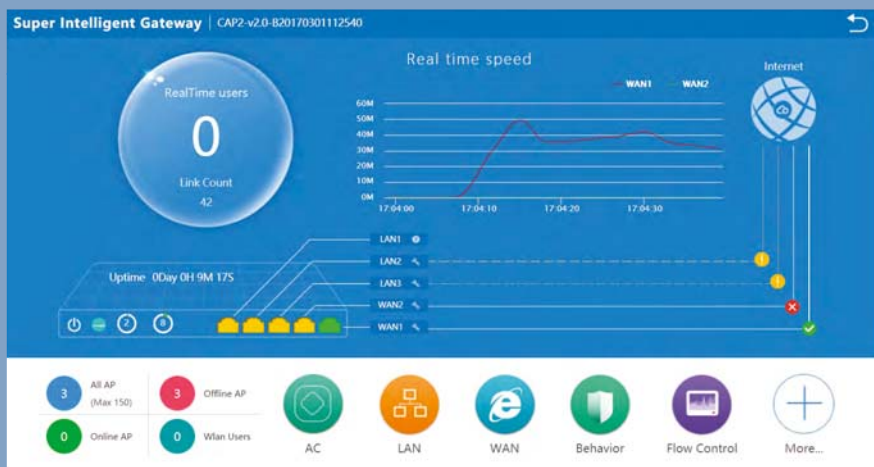 Super Intelligent Gateway | CAP2-v2.0-B20170301112540
Real time speed
Internet
WAN1 WAN2
RealTime users
0
Link Count
42
60M
50M
40M
30M
20M
10M
0M
17:04:00 17:04:10 17:04:20 17:04:30
LAN1
LAN2
LAN3
WAN2
WAN1
Uptime 0Day 0H 9M 17S
2 8
3 All AP
(Max 150)
3 Offline AP
0 Online AP
0 Wlan Users
AC LAN WAN Behavior Flow Control More...